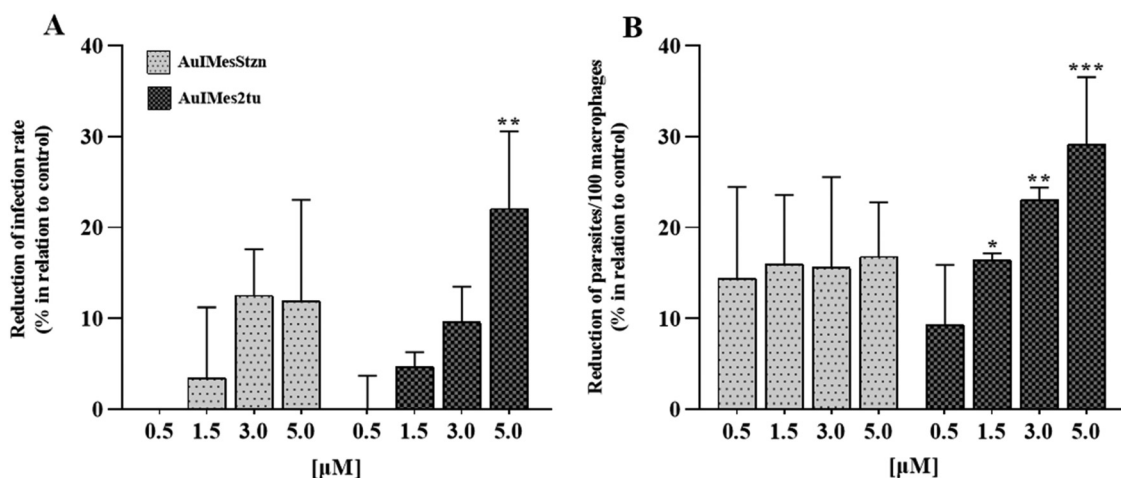 A
Reduction of infection rate
(% in relation to control)
40
30
20
10
0
AuIMesStzn
AuIMes2tu
**
0.5 1.5 3.0 5.0 0.5 1.5 3.0 5.0
[µM]
B
Reduction of parasites/100 macrophages
(% in relation to control)
40
30
20
10
0
*
**
***
0.5 1.5 3.0 5.0 0.5 1.5 3.0 5.0
[µM]